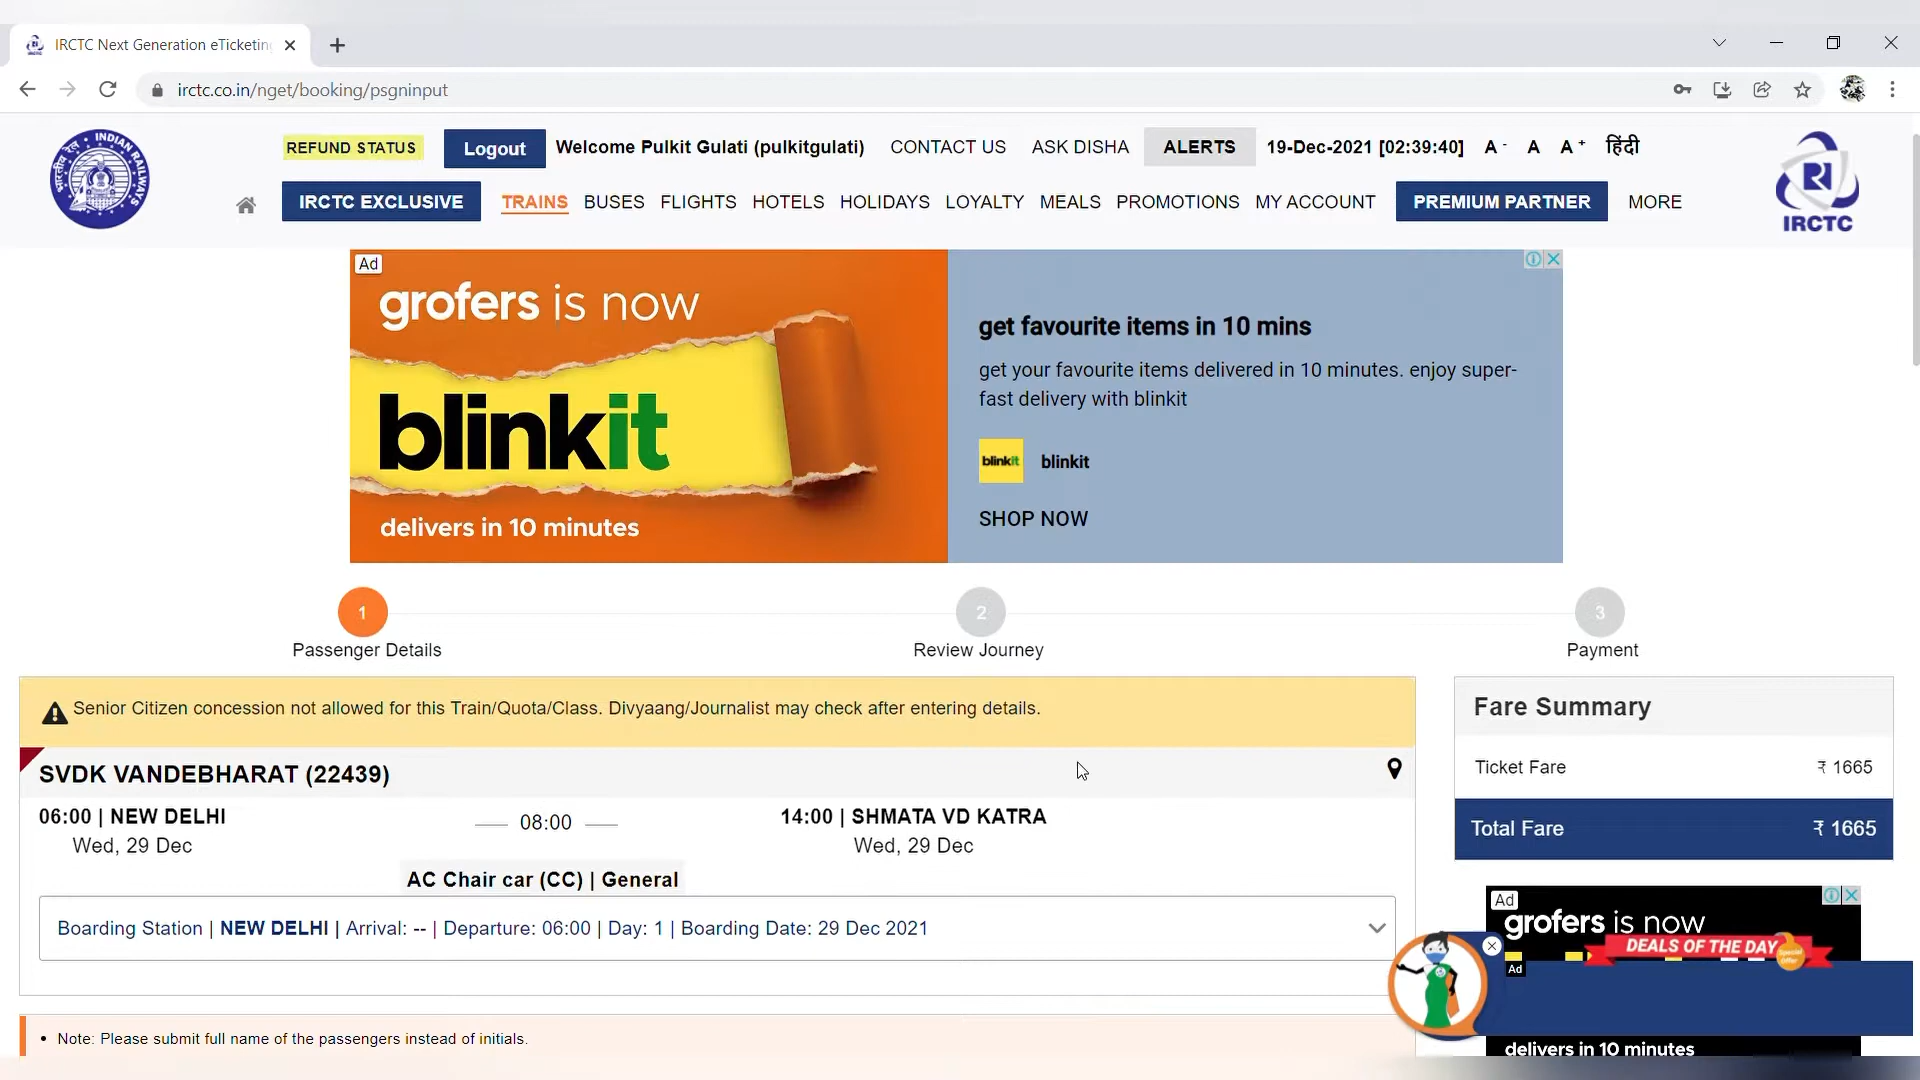 IRCTC Next Generation eTicketing
irctc.co.in/nget/booking/psgninput
REFUND STATUS
Logout
Welcome Pulkit Gulati (pulkitgulati)
CONTACT US
ASK DISHA
ALERTS
19-Dec-2021 [02:39:40]
A -
A
A +
हिंदी
IRCTC EXCLUSIVE
TRAINS
BUSES
FLIGHTS
HOTELS
HOLIDAYS
LOYALTY
MEALS
PROMOTIONS
MY ACCOUNT
PREMIUM PARTNER
MORE
INDIAN RAILWAYS
भारतीय रेल
IRCTC
Ad
grofers is now
blinkit
delivers in 10 minutes
get favourite items in 10 mins
get your favourite items delivered in 10 minutes. enjoy super-
fast delivery with blinkit
blinkit
blinkit
SHOP NOW
1
Passenger Details
2
Review Journey
3
Payment
Senior Citizen concession not allowed for this Train/Quota/Class. Divyaang/Journalist may check after entering details.
SVDK VANDEBHARAT (22439)
06:00 | NEW DELHI
Wed, 29 Dec
08:00
14:00 | SHMATA VD KATRA
Wed, 29 Dec
AC Chair car (CC) | General
Boarding Station | NEW DELHI | Arrival: -- | Departure: 06:00 | Day: 1 | Boarding Date: 29 Dec 2021
• Note: Please submit full name of the passengers instead of initials.
Fare Summary
Ticket Fare ₹ 1665
Total Fare ₹ 1665
Ad
grofers is now
DEALS OF THE DAY
Special Offer
Ad
delivers in 10 minutes